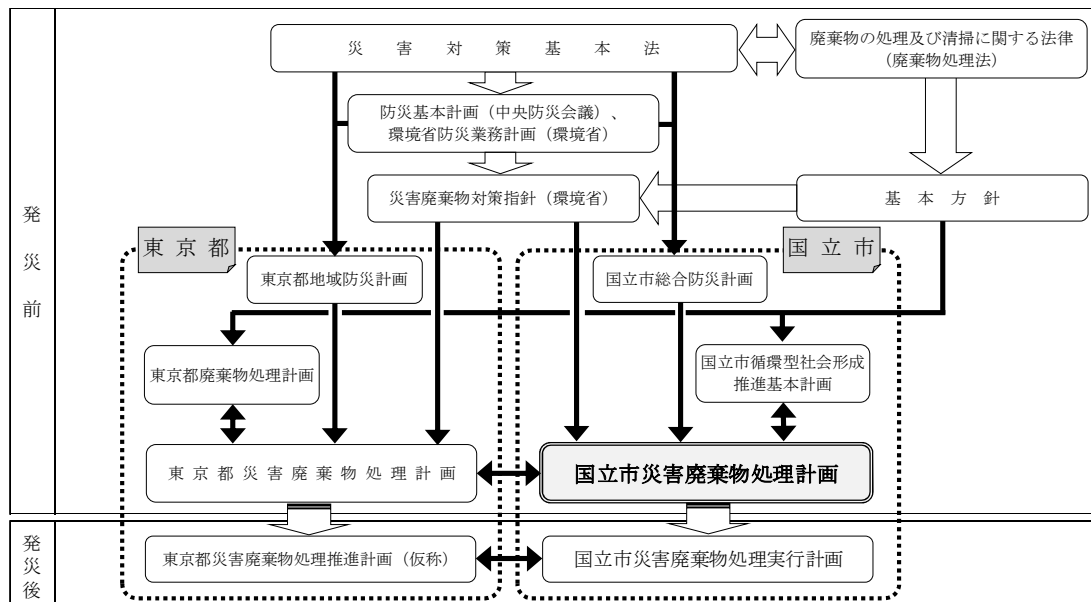 災害対策基本法
廃棄物の処理及び清掃に関する法律
(廃棄物処理法)
防災基本計画(中央防災会議)、
環境省防災業務計画(環境省)
災害廃棄物対策指針(環境省)
基本方針
発災前
東京都
国立市
東京都地域防災計画
国立市総合防災計画
東京都廃棄物処理計画
国立市循環型社会形成
推進基本計画
東京都災害廃棄物処理計画
国立市災害廃棄物処理計画
発災後
東京都災害廃棄物処理推進計画(仮称)
国立市災害廃棄物処理実行計画